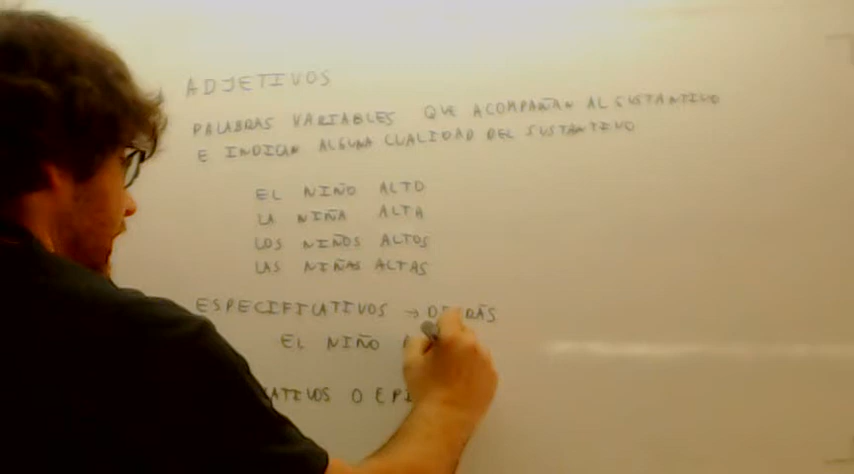 ADJETIVOS
PALABRAS VARIABLES QUE ACOMPAÑAN AL SUSTANTIVO
E INDICAN ALGUNA CUALIDAD DEL SUSTANTIVO
EL NIÑO ALTO
LA NIÑA ALTA
LOS NIÑOS ALTOS
LAS NIÑAS ALTAS
ESPECIFICATIVOS →
EL NIÑO
O